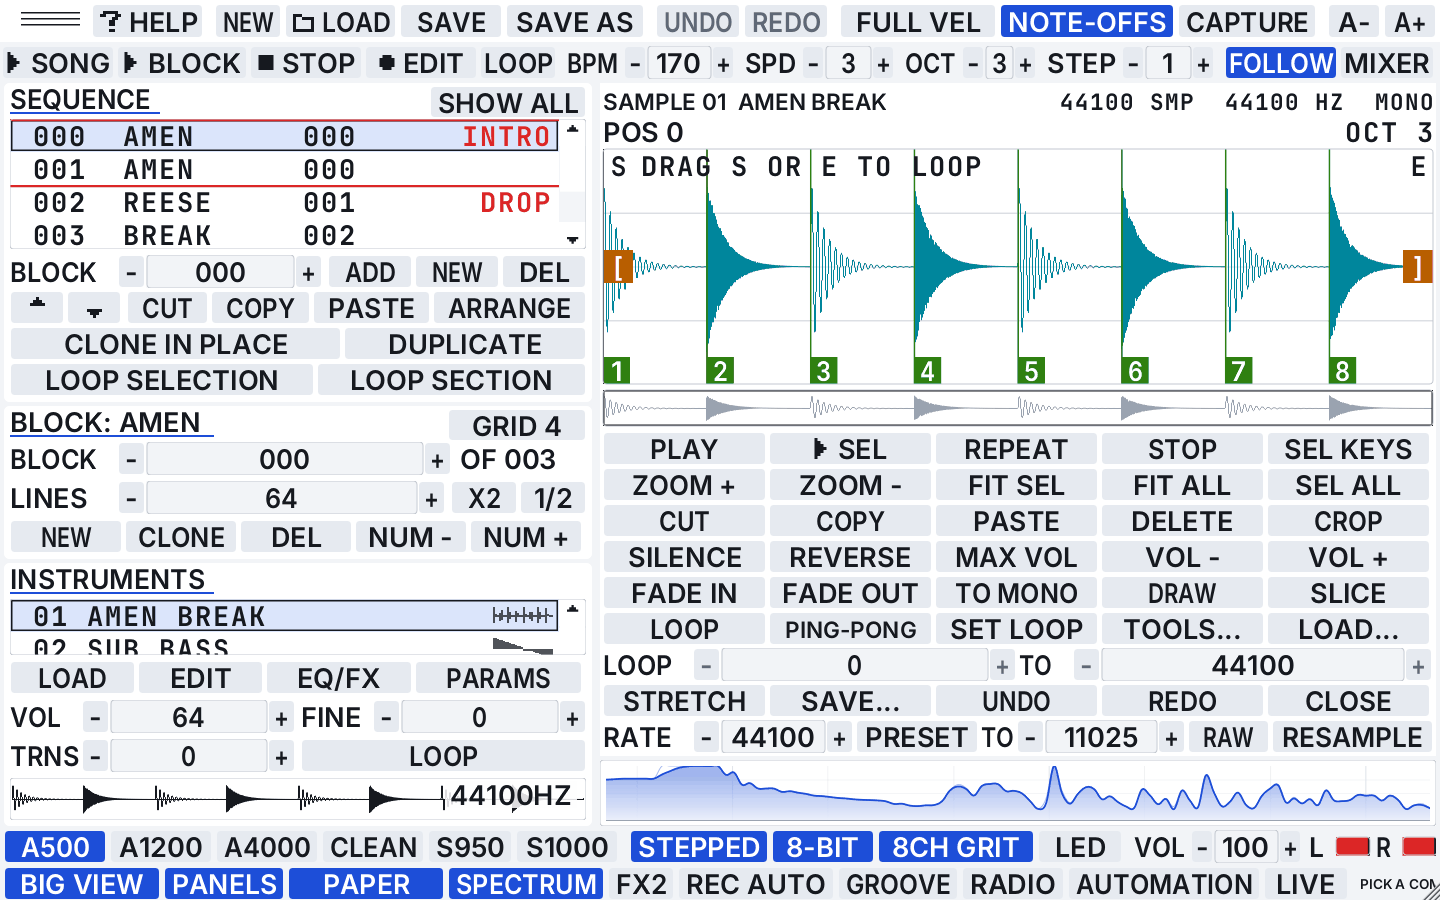 HELP NEW LOAD SAVE SAVE AS UNDO REDO FULL VEL NOTE-OFFS CAPTURE A- A+
SONG BLOCK STOP EDIT LOOP BPM - 170 + SPD - 3 + OCT - 3 + STEP - 1 + FOLLOW MIXER
SEQUENCE SHOW ALL
000 AMEN 000 INTRO
001 AMEN 000
002 REESE 001 DROP
003 BREAK 002
BLOCK - 000 + ADD NEW DEL
CUT COPY PASTE ARRANGE
CLONE IN PLACE DUPLICATE
LOOP SELECTION LOOP SECTION
BLOCK: AMEN GRID 4
BLOCK - 000 + OF 003
LINES - 64 + X2 1/2
NEW CLONE DEL NUM - NUM +
INSTRUMENTS
01 AMEN BREAK
02 SUB BASS
LOAD EDIT EQ/FX PARAMS
VOL - 64 + FINE - 0 +
TRNS - 0 + LOOP
44100HZ
SAMPLE 01 AMEN BREAK 44100 SMP 44100 HZ MONO
POS 0 OCT 3
S DRAG S OR E TO LOOP E
[ ]
1 2 3 4 5 6 7 8
PLAY SEL REPEAT STOP SEL KEYS
ZOOM + ZOOM - FIT SEL FIT ALL SEL ALL
CUT COPY PASTE DELETE CROP
SILENCE REVERSE MAX VOL VOL - VOL +
FADE IN FADE OUT TO MONO DRAW SLICE
LOOP PING-PONG SET LOOP TOOLS... LOAD...
LOOP - 0 + TO - 44100 +
STRETCH SAVE... UNDO REDO CLOSE
RATE - 44100 + PRESET TO - 11025 + RAW RESAMPLE
A500 A1200 A4000 CLEAN S950 S1000 STEPPED 8-BIT 8CH GRIT LED VOL - 100 + L R
BIG VIEW PANELS PAPER SPECTRUM FX2 REC AUTO GROOVE RADIO AUTOMATION LIVE PICK A COM